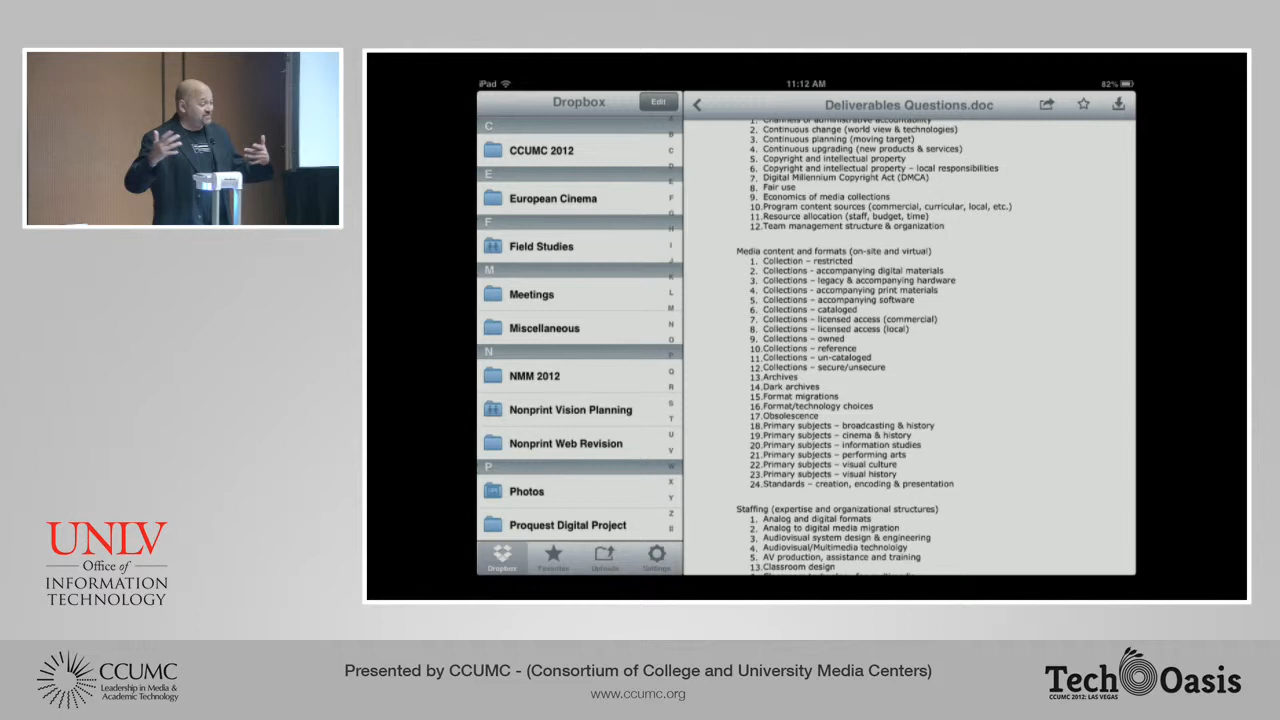 iPad
11:12 AM
82%
Dropbox
Edit
C
CCUMC 2012
E
European Cinema
F
Field Studies
M
Meetings
Miscellaneous
N
NMM 2012
Nonprint Vision Planning
Nonprint Web Revision
P
Photos
Proquest Digital Project
Dropbox
Favorites
Uploads
Settings
Deliverables Questions.doc
1. Channels of administrative accountability
2. Continuous change (world view & technologies)
3. Continuous planning (moving target)
4. Continuous upgrading (new products & services)
5. Copyright and intellectual property
6. Copyright and intellectual property – local responsibilities
7. Digital Millennium Copyright Act (DMCA)
8. Fair use
9. Economics of media collections
10.Program content sources (commercial, curricular, local, etc.)
11.Resource allocation (staff, budget, time)
12.Team management structure & organization
Media content and formats (on-site and virtual)
1. Collection – restricted
2. Collections - accompanying digital materials
3. Collections – legacy & accompanying hardware
4. Collections - accompanying print materials
5. Collections – accompanying software
6. Collections – cataloged
7. Collections – licensed access (commercial)
8. Collections – licensed access (local)
9. Collections – owned
10.Collections – reference
11.Collections – un-cataloged
12.Collections – secure/unsecure
13.Archives
14.Dark archives
15.Format migrations
16.Format/technology choices
17.Obsolescence
18.Primary subjects – broadcasting & history
19.Primary subjects – cinema & history
20.Primary subjects – information studies
21.Primary subjects – performing arts
22.Primary subjects – visual culture
23.Primary subjects – visual history
24.Standards – creation, encoding & presentation
Staffing (expertise and organizational structures)
1. Analog and digital formats
2. Analog to digital media migration
3. Audiovisual system design & engineering
4. Audiovisual/Multimedia technology
5. AV production, assistance and training
13.Classroom design
UNLV
Office of
INFORMATION
TECHNOLOGY
CCUMC
Leadership in Media &
Academic Technology
Presented by CCUMC - (Consortium of College and University Media Centers)
www.ccumc.org
Tech Oasis
CCUMC 2012: LAS VEGAS